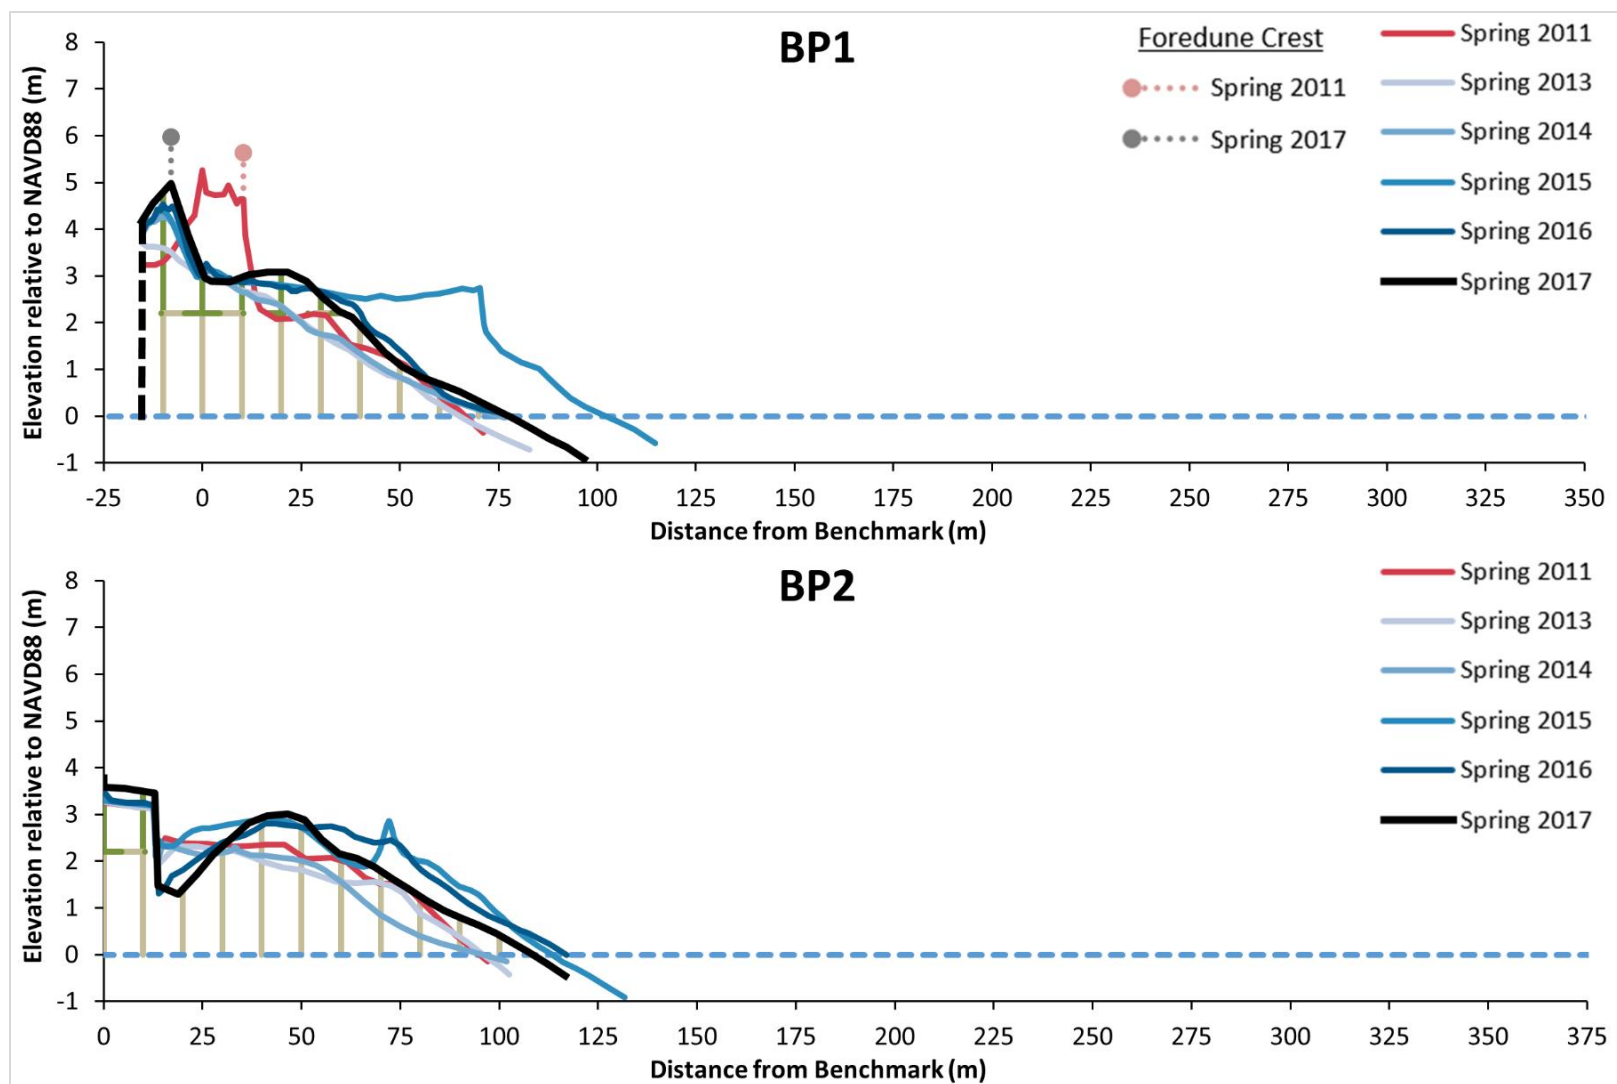 BP1
Elevation relative to NAVD88 (m)
8
7
6
5
4
3
2
1
0
-1
-25 0 25 50 75 100 125 150 175 200 225 250 275 300 325 350
Distance from Benchmark (m)
Foredune Crest
Spring 2011
Spring 2017
Spring 2011
Spring 2013
Spring 2014
Spring 2015
Spring 2016
Spring 2017
BP2
Elevation relative to NAVD88 (m)
8
7
6
5
4
3
2
1
0
-1
0 25 50 75 100 125 150 175 200 225 250 275 300 325 350 375
Distance from Benchmark (m)
Spring 2011
Spring 2013
Spring 2014
Spring 2015
Spring 2016
Spring 2017